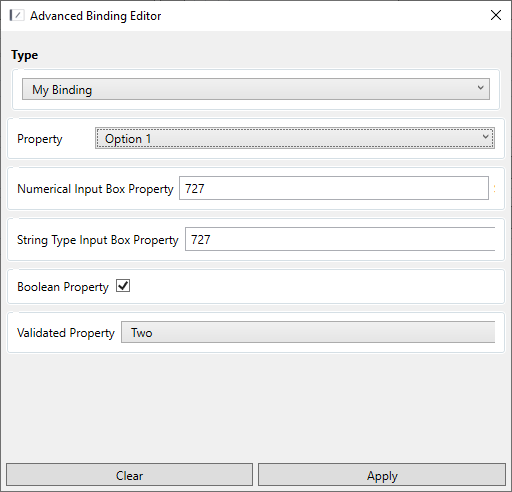 Advanced Binding Editor
Type
My Binding
Property Option 1
Numerical Input Box Property 727
String Type Input Box Property 727
Boolean Property
Validated Property Two
Clear Apply